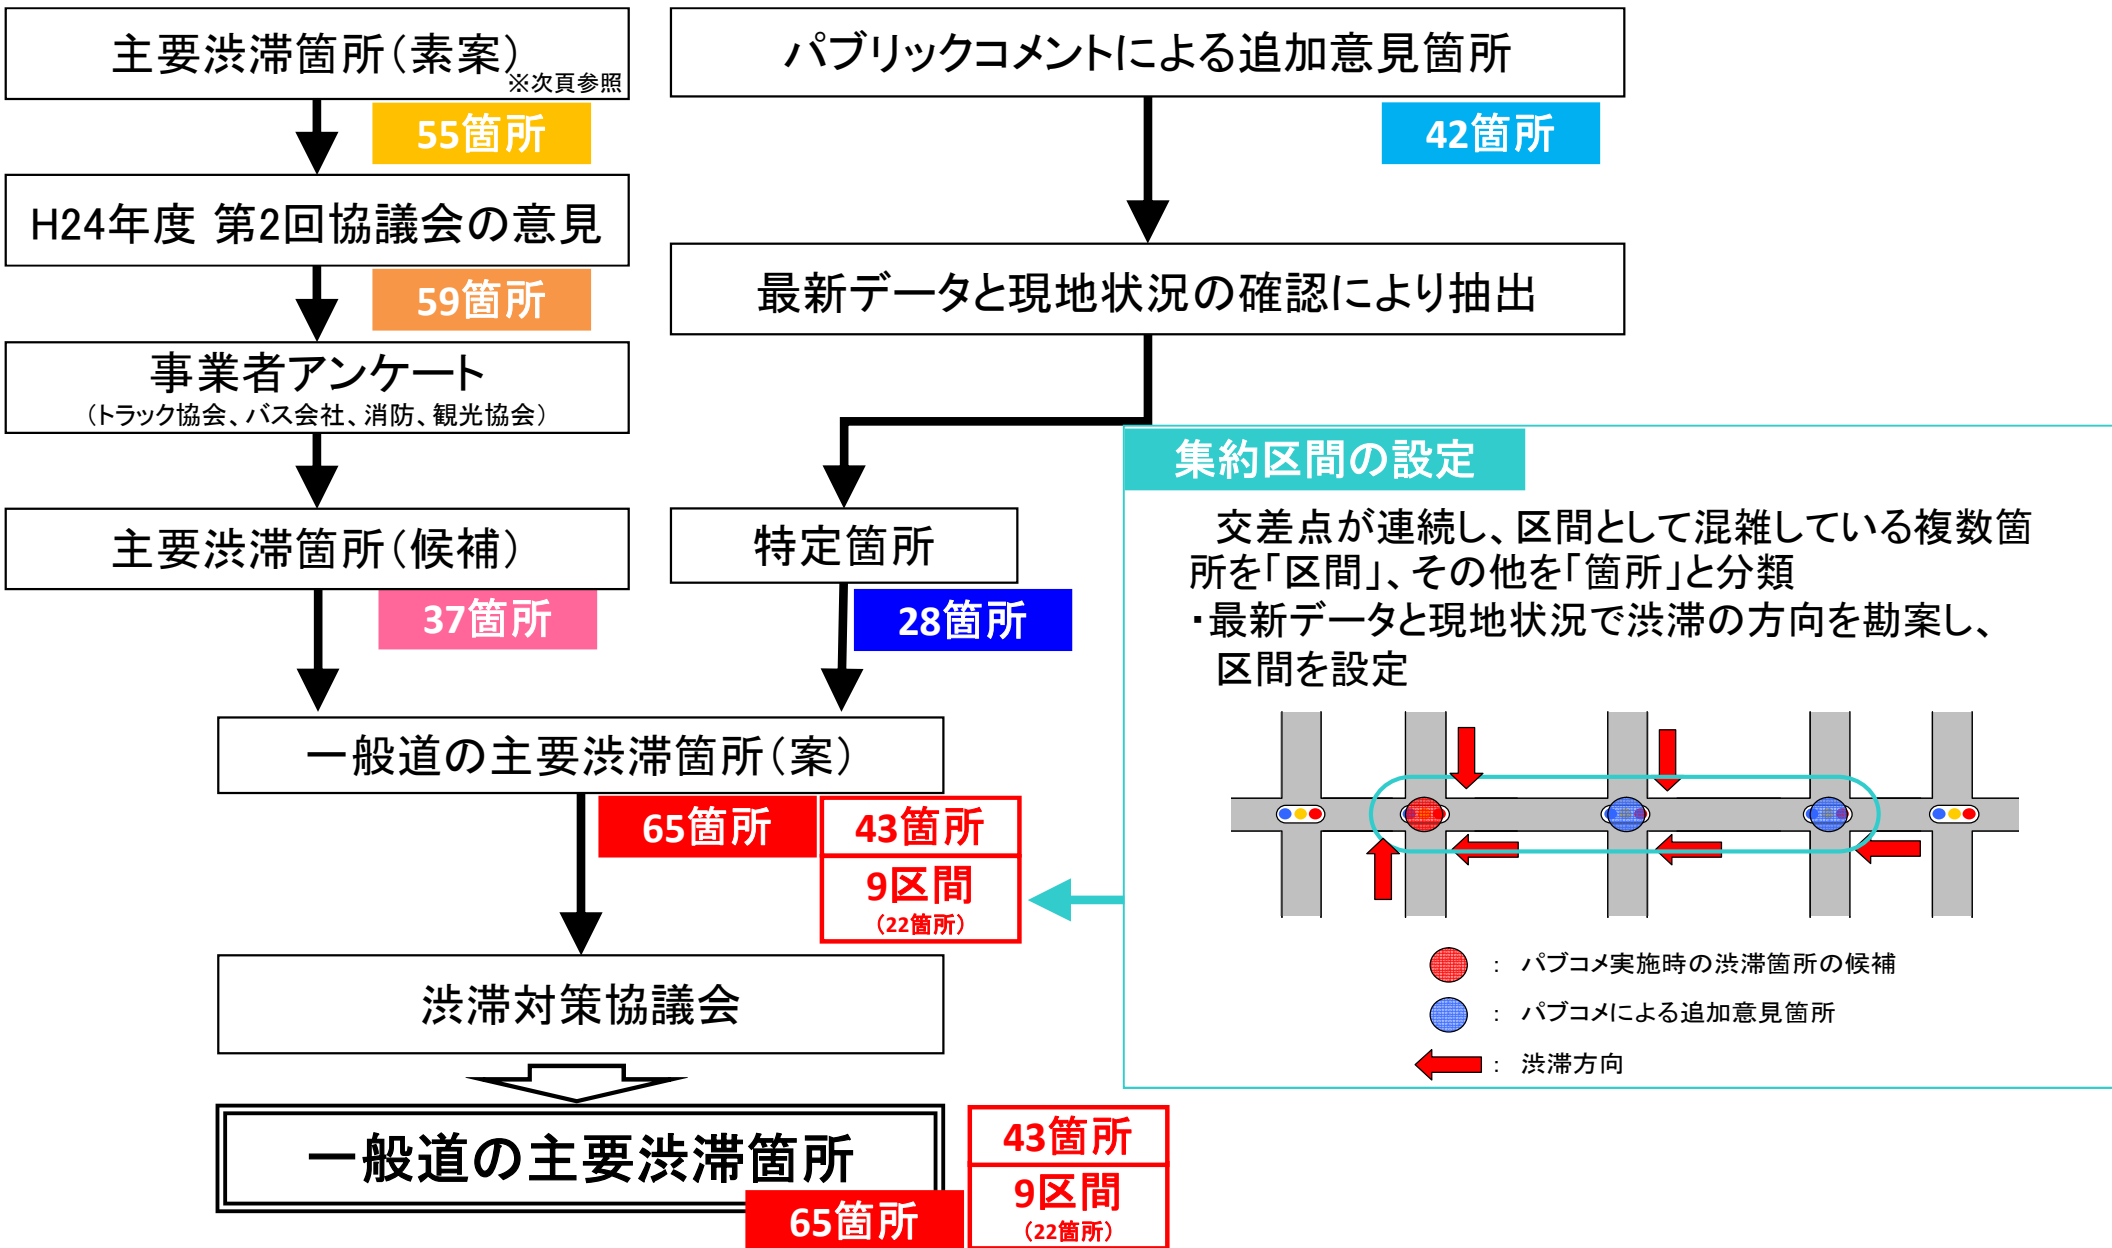 主要渋滞箇所(素案)
※次頁参照
55箇所
H24年度 第2回協議会の意見
59箇所
事業者アンケート
(トラック協会、バス会社、消防、観光協会)
主要渋滞箇所(候補)
37箇所
パブリックコメントによる追加意見箇所
42箇所
最新データと現地状況の確認により抽出
特定箇所
28箇所
一般道の主要渋滞箇所(案)
65箇所
43箇所
9区間
(22箇所)
渋滞対策協議会
一般道の主要渋滞箇所
65箇所
43箇所
9区間
(22箇所)
集約区間の設定
交差点が連続し、区間として混雑している複数箇
所を「区間」、その他を「箇所」と分類
・最新データと現地状況で渋滞の方向を勘案し、
区間を設定
: パブコメ実施時の渋滞箇所の候補
: パブコメによる追加意見箇所
: 渋滞方向